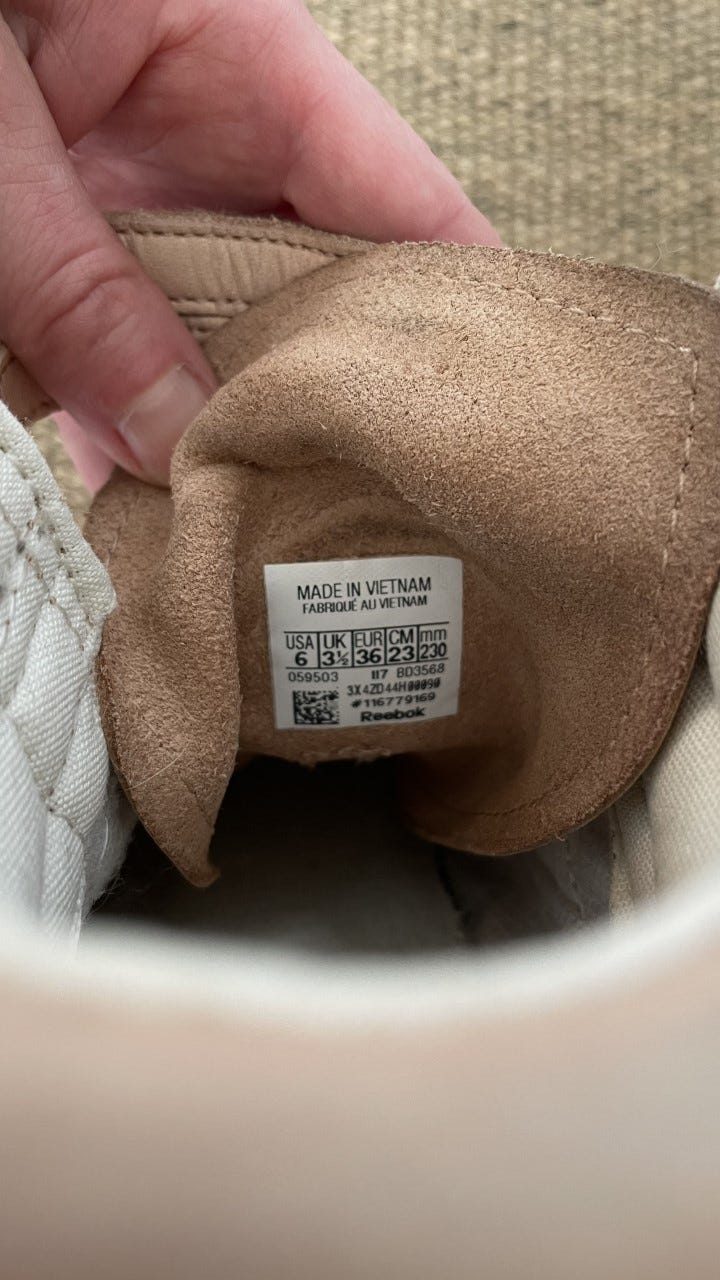 MADE IN VIETNAM
FABRIQUÉ AU VIETNAM
USA UK EUR CM mm
6 3½ 36 23 230
059503 117 BD3568
3X4ZD44H00090
#116779169
Reebok